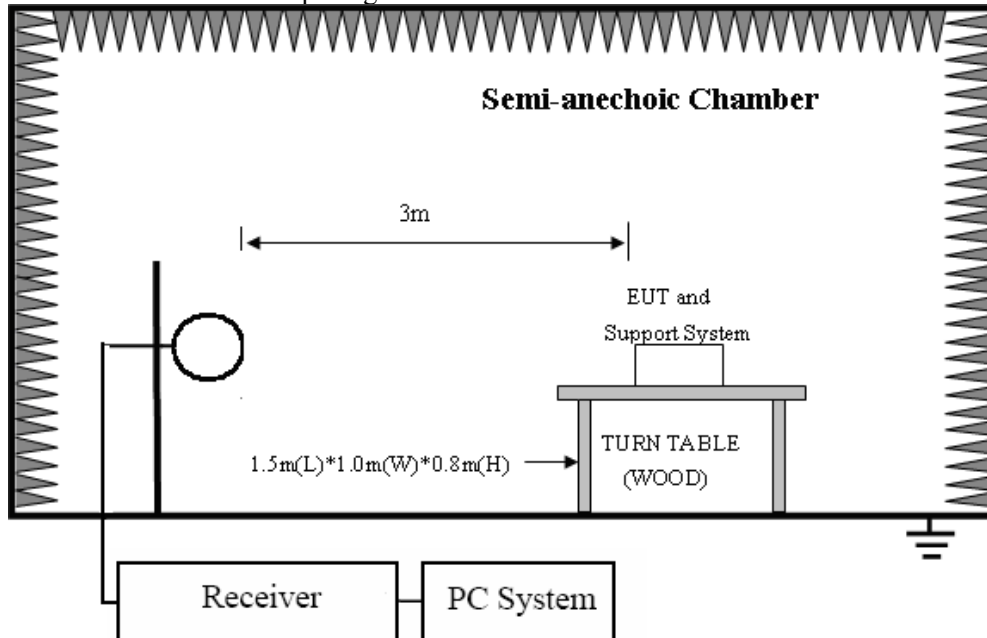 Semi-anechoic Chamber
3m
EUT and
Support System
TURN TABLE
(WOOD)
1.5m(L)*1.0m(W)*0.8m(H)
Receiver
PC System